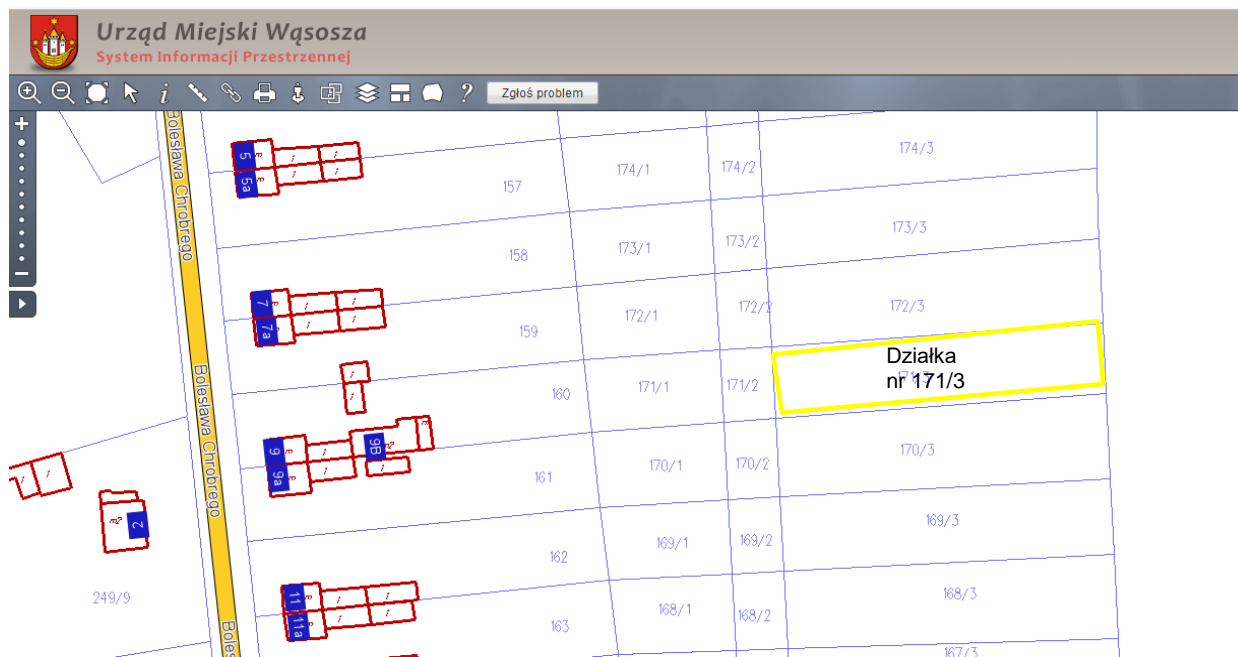 Urząd Miejski Wąsosza
System Informacji Przestrzennej
Zgłoś problem
Bolesława Chrobrego
5
5a
157
174/1
174/2
174/3
158
173/1
173/2
173/3
7
7a
159
172/1
172/2
172/3
Działka
nr 171/3
160
171/1
171/2
Bolesława Chrobrego
9
9a
9B
m2
161
170/1
170/2
170/3
2
m2
162
169/1
169/2
169/3
249/9
11
11a
163
168/1
168/2
168/3
Boles
167/3